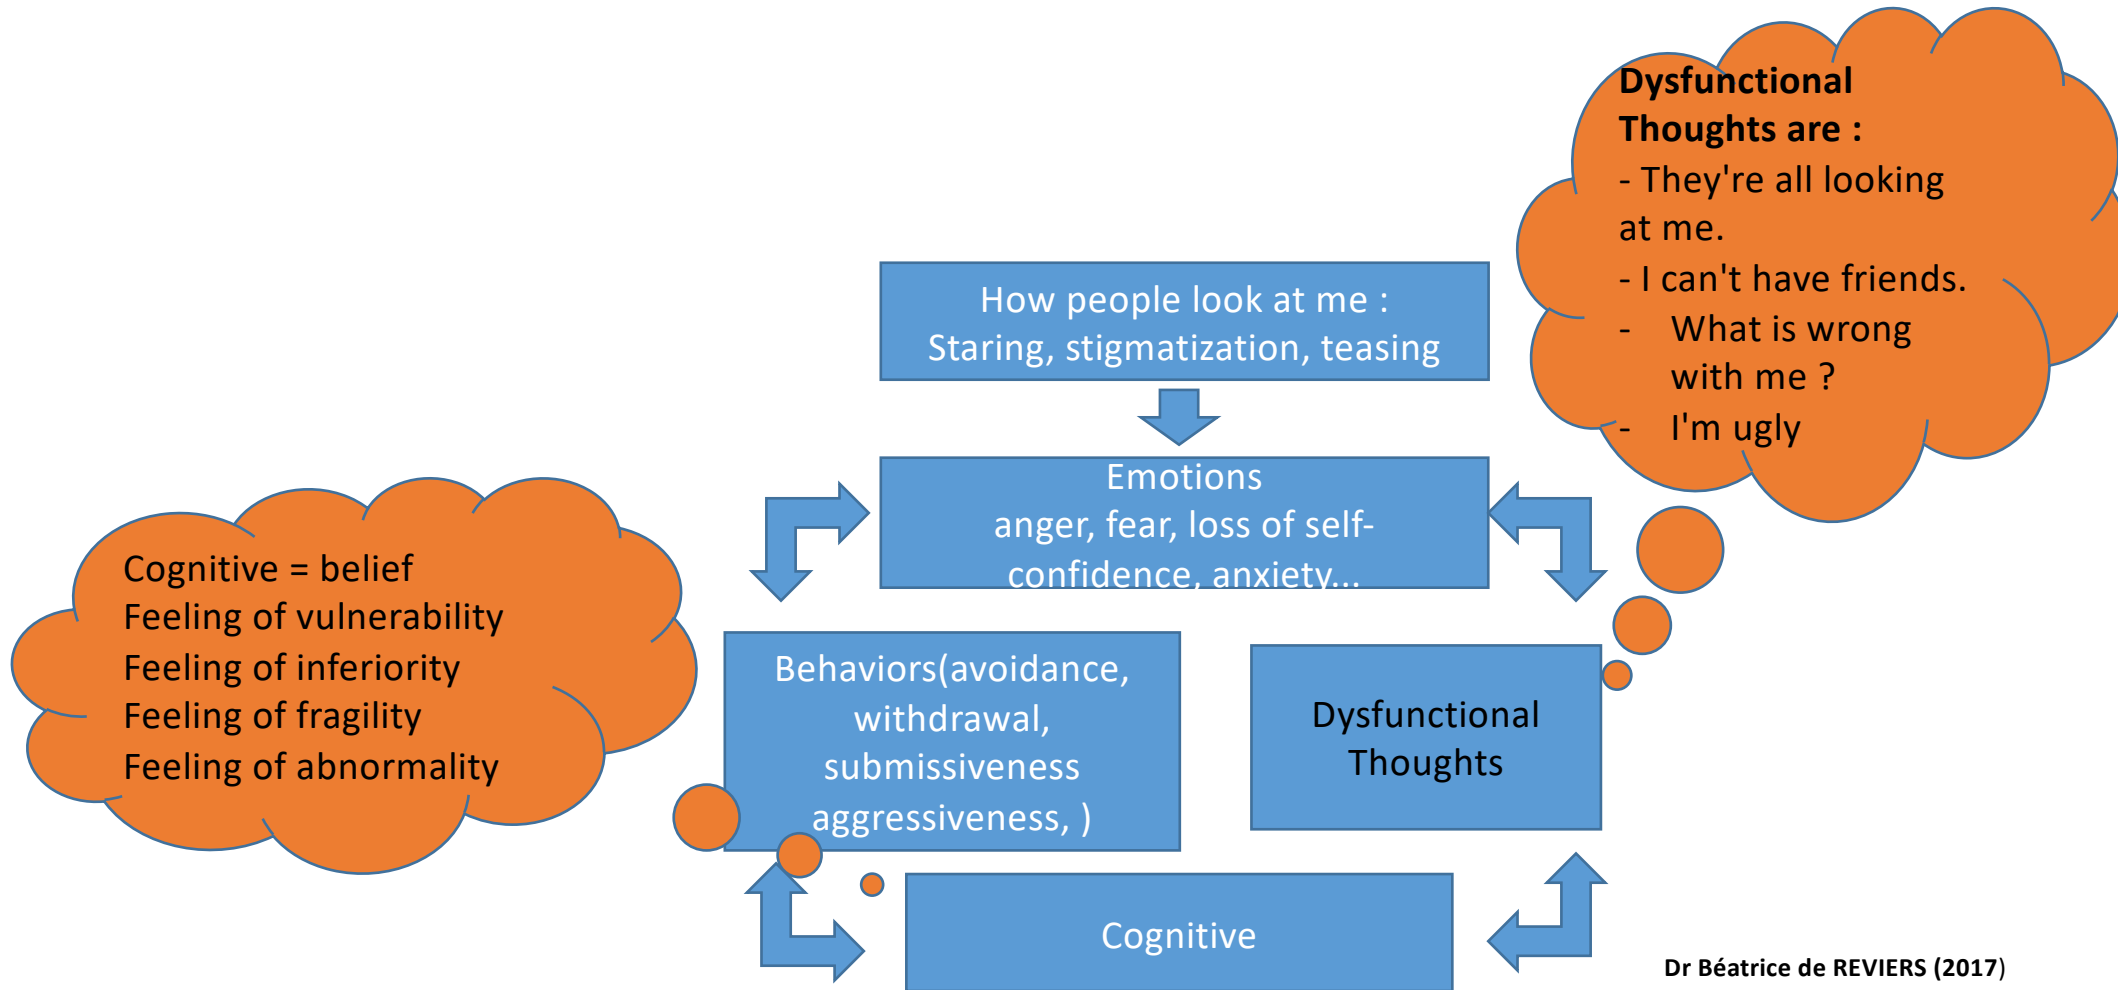 Dysfunctional
Thoughts are :
- They're all looking
at me.
- I can't have friends.
- What is wrong
with me ?
- I'm ugly
How people look at me :
Staring, stigmatization, teasing
Emotions
anger, fear, loss of self-
confidence, anxiety...
Cognitive = belief
Feeling of vulnerability
Feeling of inferiority
Feeling of fragility
Feeling of abnormality
Behaviors(avoidance,
withdrawal,
submissiveness
aggressiveness, )
Dysfunctional
Thoughts
Cognitive
Dr Béatrice de REVIERS (2017)